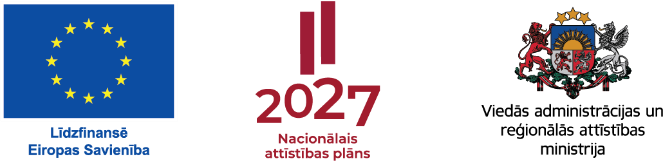 Līdzfinansē
Eiropas Savienība
2027
Nacionālais
attīstības plāns
Viedās administrācijas un
reģionālās attīstības
ministrija